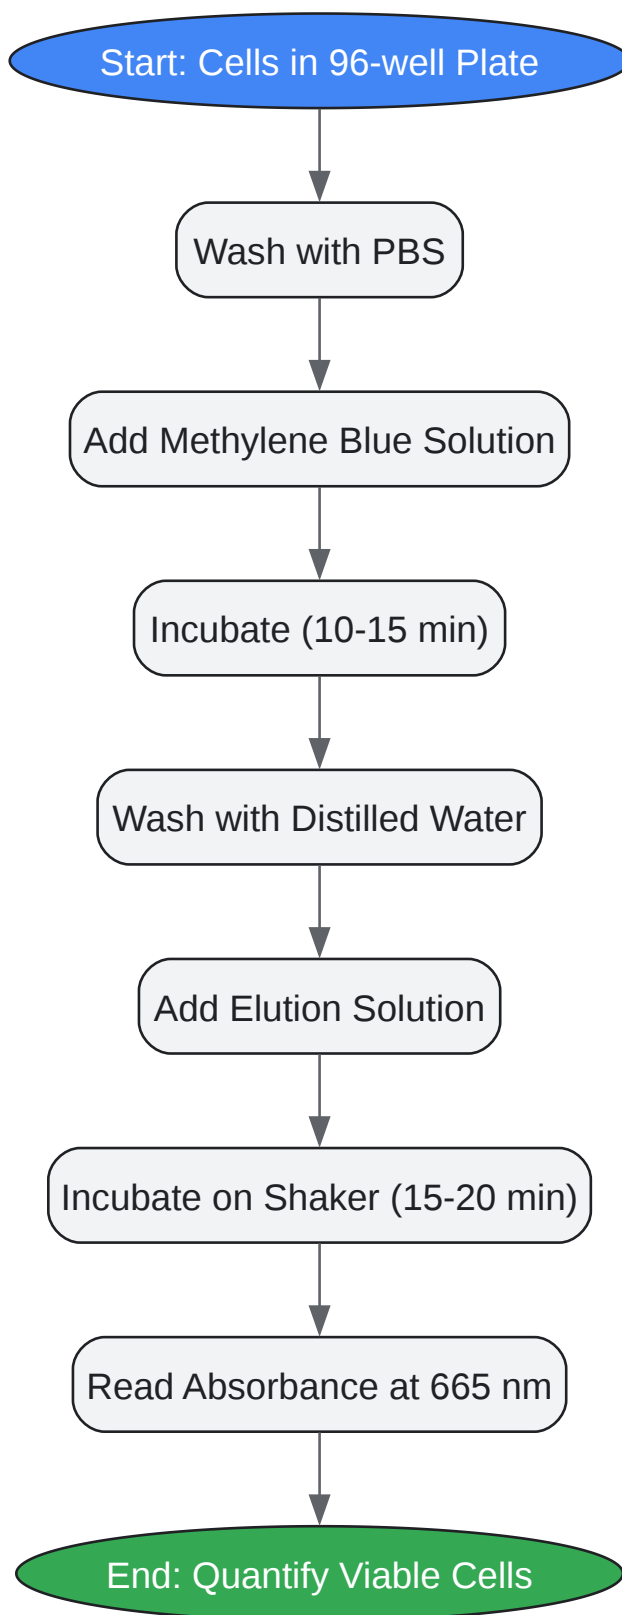 Start: Cells in 96-well Plate
Wash with PBS
Add Methylene Blue Solution
Incubate (10-15 min)
Wash with Distilled Water
Add Elution Solution
Incubate on Shaker (15-20 min)
Read Absorbance at 665 nm
End: Quantify Viable Cells